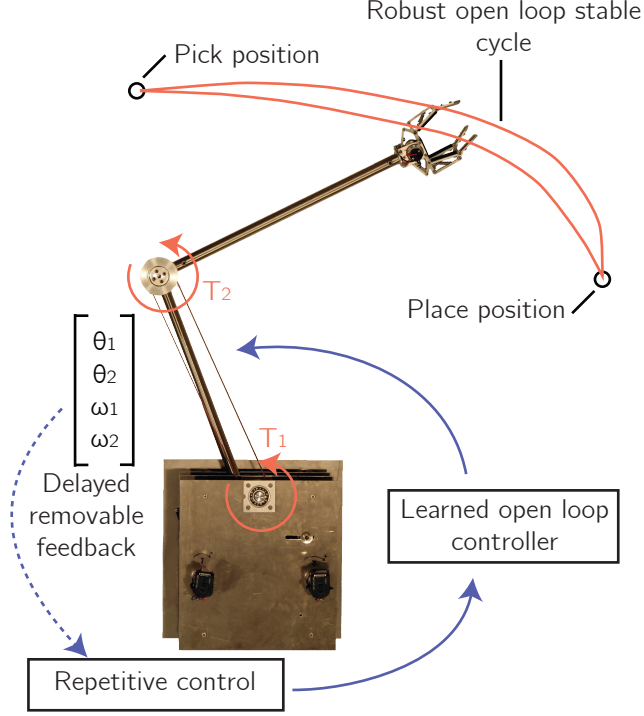 Robust open loop stable
cycle
Pick position
Place position
T2
θ1
θ2
ω1
ω2
T1
Delayed
removable
feedback
Learned open loop
controller
Repetitive control